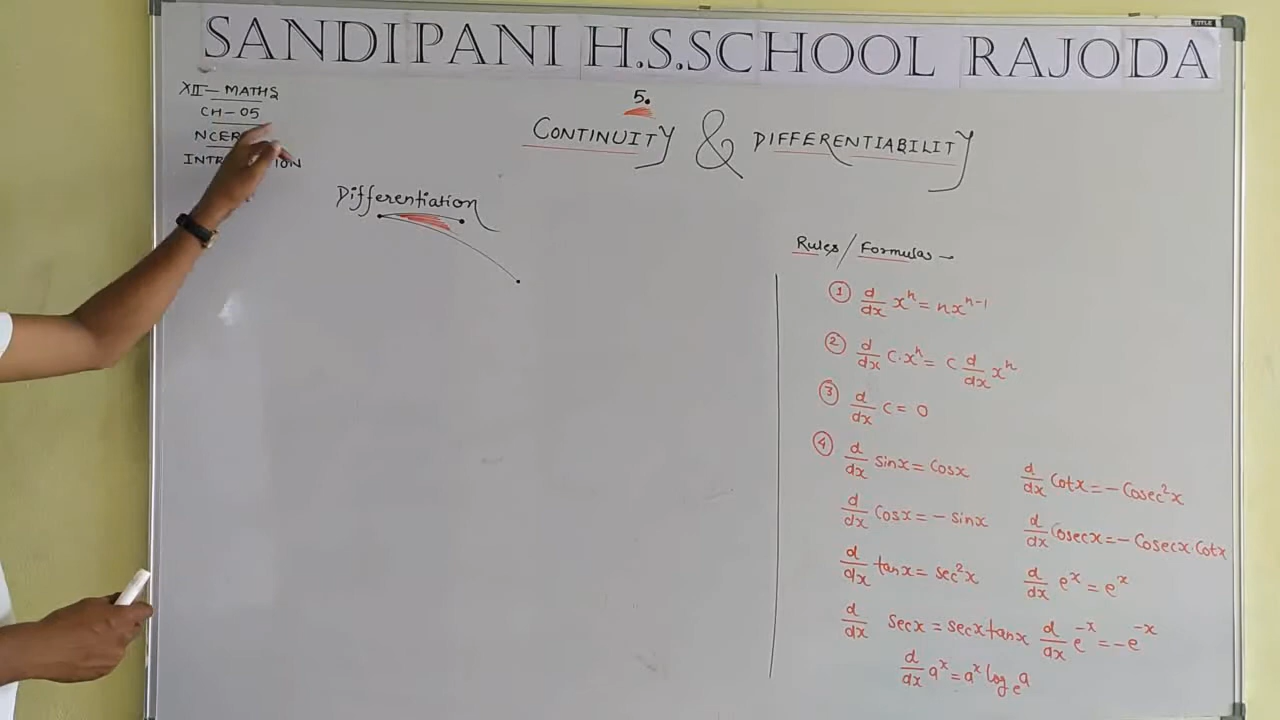 TITLE
SANDIPANI H.S.SCHOOL RAJODA
XII - MATHS
CH - 05
5.
CONTINUITY & DIFFERENTIABILITY
Differentiation
Rules / Formulas -
① d/dx xⁿ = nxⁿ⁻¹
② d/dx c·xⁿ = c d/dx xⁿ
③ d/dx c = 0
④ d/dx sinx = cosx
d/dx cotx = - cosec²x
d/dx cosx = - sinx
d/dx cosecx = - cosecx·cotx
d/dx tanx = sec²x
d/dx eˣ = eˣ
d/dx secx = secxtanx
d/dx e⁻ˣ = -e⁻ˣ
d/dx aˣ = aˣ logₑa